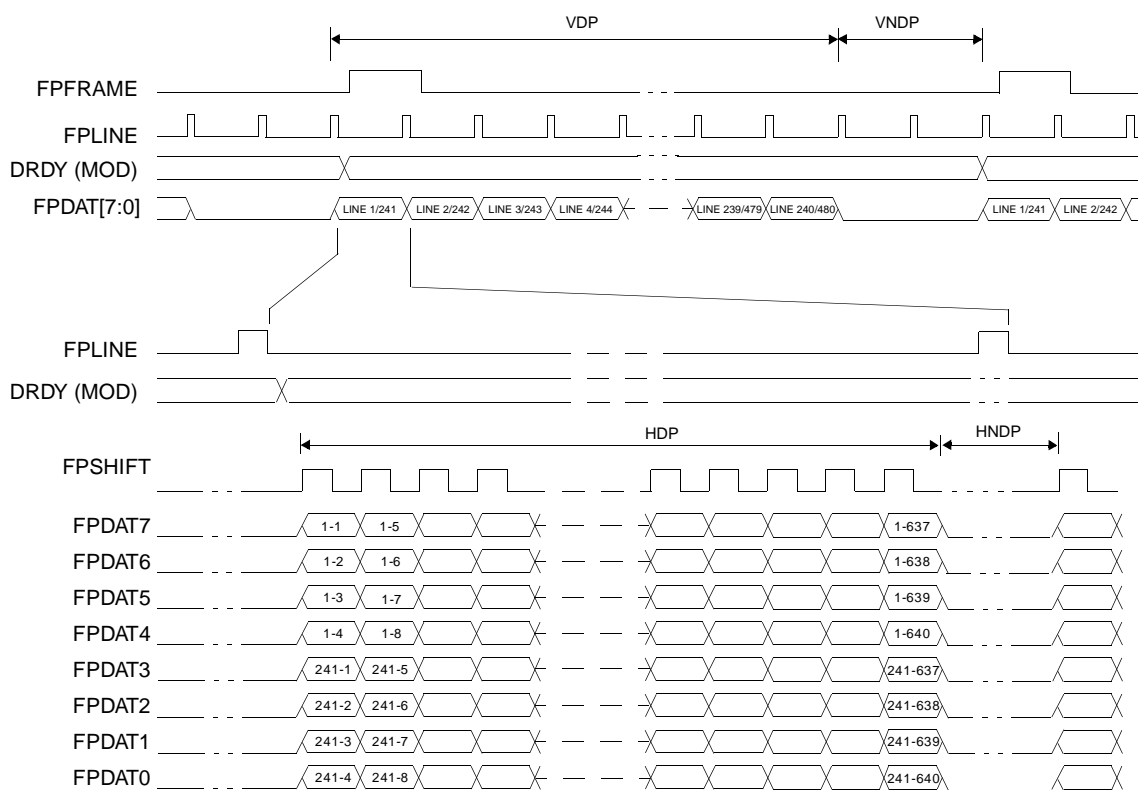 VDP VNDP
FPFRAME
FPLINE
DRDY (MOD)
FPDAT[7:0] LINE 1/241 LINE 2/242 LINE 3/243 LINE 4/244 LINE 239/479 LINE 240/480 LINE 1/241 LINE 2/242
FPLINE
DRDY (MOD)
HDP HNDP
FPSHIFT
FPDAT7 1-1 1-5 1-637
FPDAT6 1-2 1-6 1-638
FPDAT5 1-3 1-7 1-639
FPDAT4 1-4 1-8 1-640
FPDAT3 241-1 241-5 241-637
FPDAT2 241-2 241-6 241-638
FPDAT1 241-3 241-7 241-639
FPDAT0 241-4 241-8 241-640